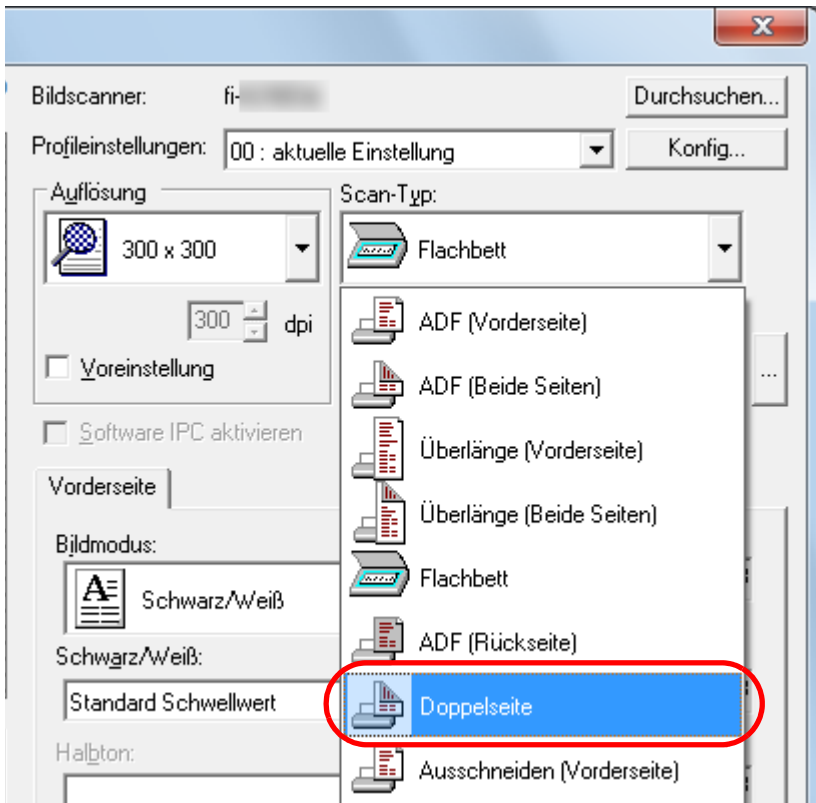 x
Bildscanner: fi-
Durchsuchen...
Profileinstellungen: 00 : aktuelle Einstellung
Konfig...
Auflösung
Scan-Typ:
300 x 300
Flachbett
300 dpi
Voreinstellung
...
Software IPC aktivieren
Vorderseite
Bildmodus:
Schwarz/Weiß
Schwarz/Weiß:
Standard Schwellwert
Halbton:
ADF (Vorderseite)
ADF (Beide Seiten)
Überlänge (Vorderseite)
Überlänge (Beide Seiten)
Flachbett
ADF (Rückseite)
Doppelseite
Ausschneiden (Vorderseite)